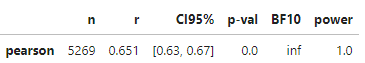 n r CI95% p-val BF10 power
pearson 5269 0.651 [0.63, 0.67] 0.0 inf 1.0